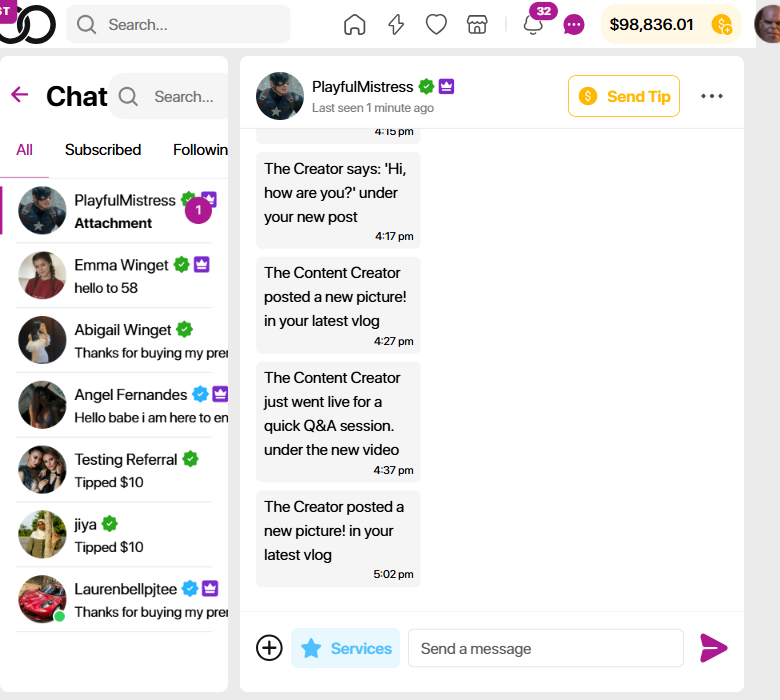 ST
Search...
32
$98,836.01
Chat
Search...
All
Subscribed
Followin
PlayfulMistress
Attachment
1
Emma Winget
hello to 58
Abigail Winget
Thanks for buying my prer
Angel Fernandes
Hello babe i am here to en
Testing Referral
Tipped $10
jiya
Tipped $10
Laurenbellpjtee
Thanks for buying my prer
PlayfulMistress
Last seen 1 minute ago
Send Tip
4:15 pm
The Creator says: 'Hi,
how are you?' under
your new post
4:17 pm
The Content Creator
posted a new picture!
in your latest vlog
4:27 pm
The Content Creator
just went live for a
quick Q&A session.
under the new video
4:37 pm
The Creator posted a
new picture! in your
latest vlog
5:02 pm
Services
Send a message